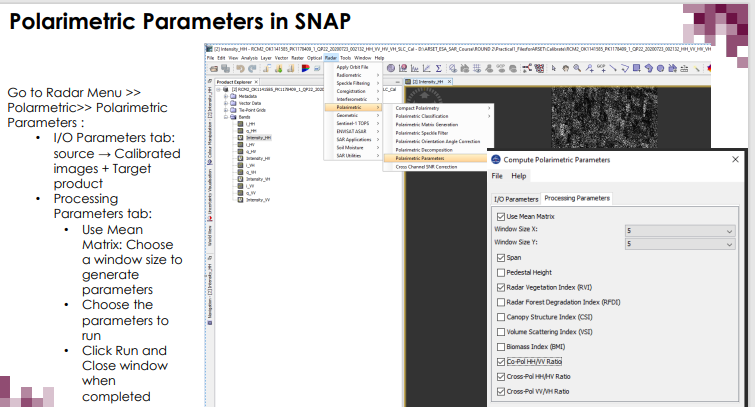 Polarimetric Parameters in SNAP
Go to Radar Menu >>
Polarmetric>> Polarimetric
Parameters :
• I/O Parameters tab:
source → Calibrated
images + Target
product
• Processing
Parameters tab:
• Use Mean
Matrix: Choose
a window size to
generate
parameters
• Choose the
parameters to
run
• Click Run and
Close window
when
completed
File Edit View Analysis Layer Vector Raster Optical Radar Tools Window Help
Product Explorer ×
Metadata
Vector Data
Tie-Point Grids
Bands
i_HH
q_HH
Intensity_HH
i_HV
q_HV
Intensity_HV
i_VH
q_VH
Intensity_VH
i_VV
q_VV
Intensity_VV
Apply Orbit File
Radiometric
Speckle Filtering
Coregistration
Interferometric
Polarimetric
Geometric
Sentinel-1 TOPS
ENVISAT ASAR
SAR Applications
Soil Moisture
SAR Utilities
Compact Polarimetry
Polarimetric Classification
Polarimetric Matrix Generation
Polarimetric Speckle Filter
Polarimetric Orientation Angle Correction
Polarimetric Decomposition
Polarimetric Parameters
Cross Channel SNR Correction
[2] Intensity_HH ×
Compute Polarimetric Parameters
File Help
I/O Parameters Processing Parameters
Use Mean Matrix
Window Size X: 5
Window Size Y: 5
Span
Pedestal Height
Radar Vegetation Index (RVI)
Radar Forest Degradation Index (RFDI)
Canopy Structure Index (CSI)
Volume Scattering Index (VSI)
Biomass Index (BMI)
Co-Pol HH/VV Ratio
Cross-Pol HH/HV Ratio
Cross-Pol VV/VH Ratio